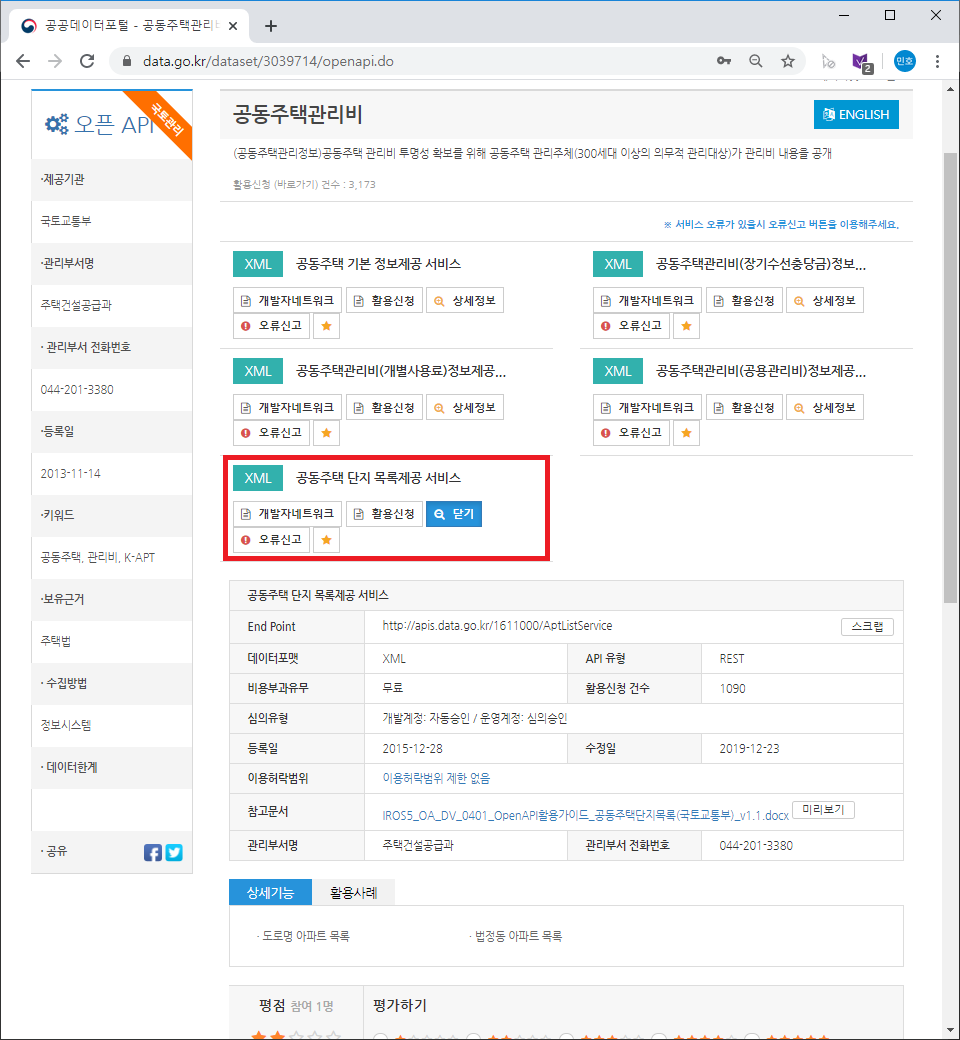 공공데이터포털 - 공동주택관리비
data.go.kr/dataset/3039714/openapi.do
2
민호
오픈 API
국토관리
·제공기관
국토교통부
·관리부서명
주택건설공급과
· 관리부서 전화번호
044-201-3380
·등록일
2013-11-14
·키워드
공동주택, 관리비, K-APT
·보유근거
주택법
· 수집방법
정보시스템
· 데이터한계
· 공유
공동주택관리비
ENGLISH
(공동주택관리정보)공동주택 관리비 투명성 확보를 위해 공동주택 관리주체(300세대 이상의 의무적 관리대상)가 관리비 내용을 공개
활용신청 (바로가기) 건수 : 3,173
※ 서비스 오류가 있을시 오류신고 버튼을 이용해주세요.
XML 공동주택 기본 정보제공 서비스
개발자네트워크 활용신청 상세정보
오류신고
XML 공동주택관리비(장기수선충당금)정보...
개발자네트워크 활용신청 상세정보
오류신고
XML 공동주택관리비(개별사용료)정보제공...
개발자네트워크 활용신청 상세정보
오류신고
XML 공동주택관리비(공용관리비)정보제공...
개발자네트워크 활용신청 상세정보
오류신고
XML 공동주택 단지 목록제공 서비스
개발자네트워크 활용신청 닫기
오류신고
공동주택 단지 목록제공 서비스
End Point http://apis.data.go.kr/1611000/AptListService 스크랩
데이터포맷 XML API 유형 REST
비용부과유무 무료 활용신청 건수 1090
심의유형 개발계정: 자동승인 / 운영계정: 심의승인
등록일 2015-12-28 수정일 2019-12-23
이용허락범위 이용허락범위 제한 없음
참고문서 IROS5_OA_DV_0401_OpenAPI활용가이드_공동주택단지목록(국토교통부)_v1.1.docx 미리보기
관리부서명 주택건설공급과 관리부서 전화번호 044-201-3380
상세기능 활용사례
· 도로명 아파트 목록 · 법정동 아파트 목록
평점 참여 1명 평가하기